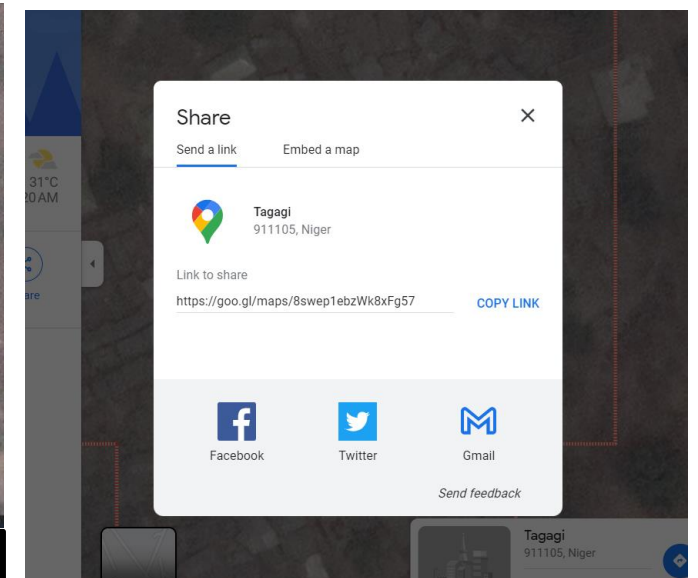 Share
Send a link
Embed a map
31°C
20 AM
Tagagi
911105, Niger
are
Link to share
https://goo.gl/maps/8swep1ebzWk8xFg57
COPY LINK
Facebook
Twitter
Gmail
Send feedback
Tagagi
911105, Niger